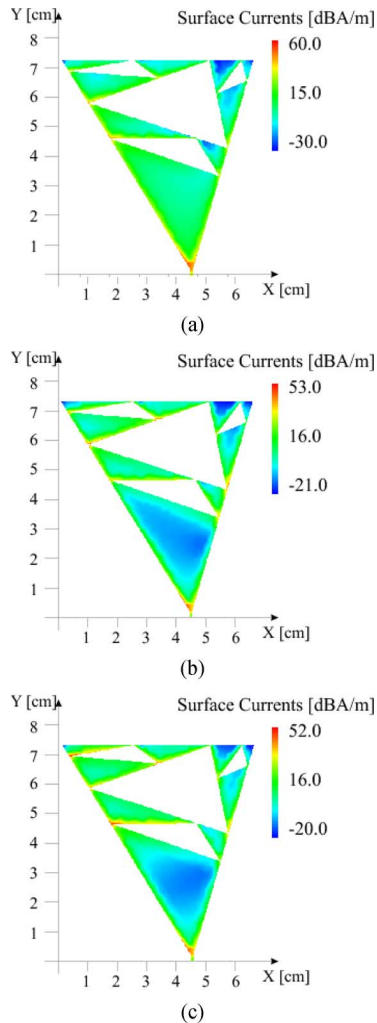 Y [cm]
Surface Currents [dBA/m]
8
7
6
5
4
3
2
1
60.0
15.0
-30.0
1 2 3 4 5 6
X [cm]
(a)
Y [cm]
Surface Currents [dBA/m]
8
7
6
5
4
3
2
1
53.0
16.0
-21.0
1 2 3 4 5 6
X [cm]
(b)
Y [cm]
Surface Currents [dBA/m]
8
7
6
5
4
3
2
1
52.0
16.0
-20.0
1 2 3 4 5 6
X [cm]
(c)